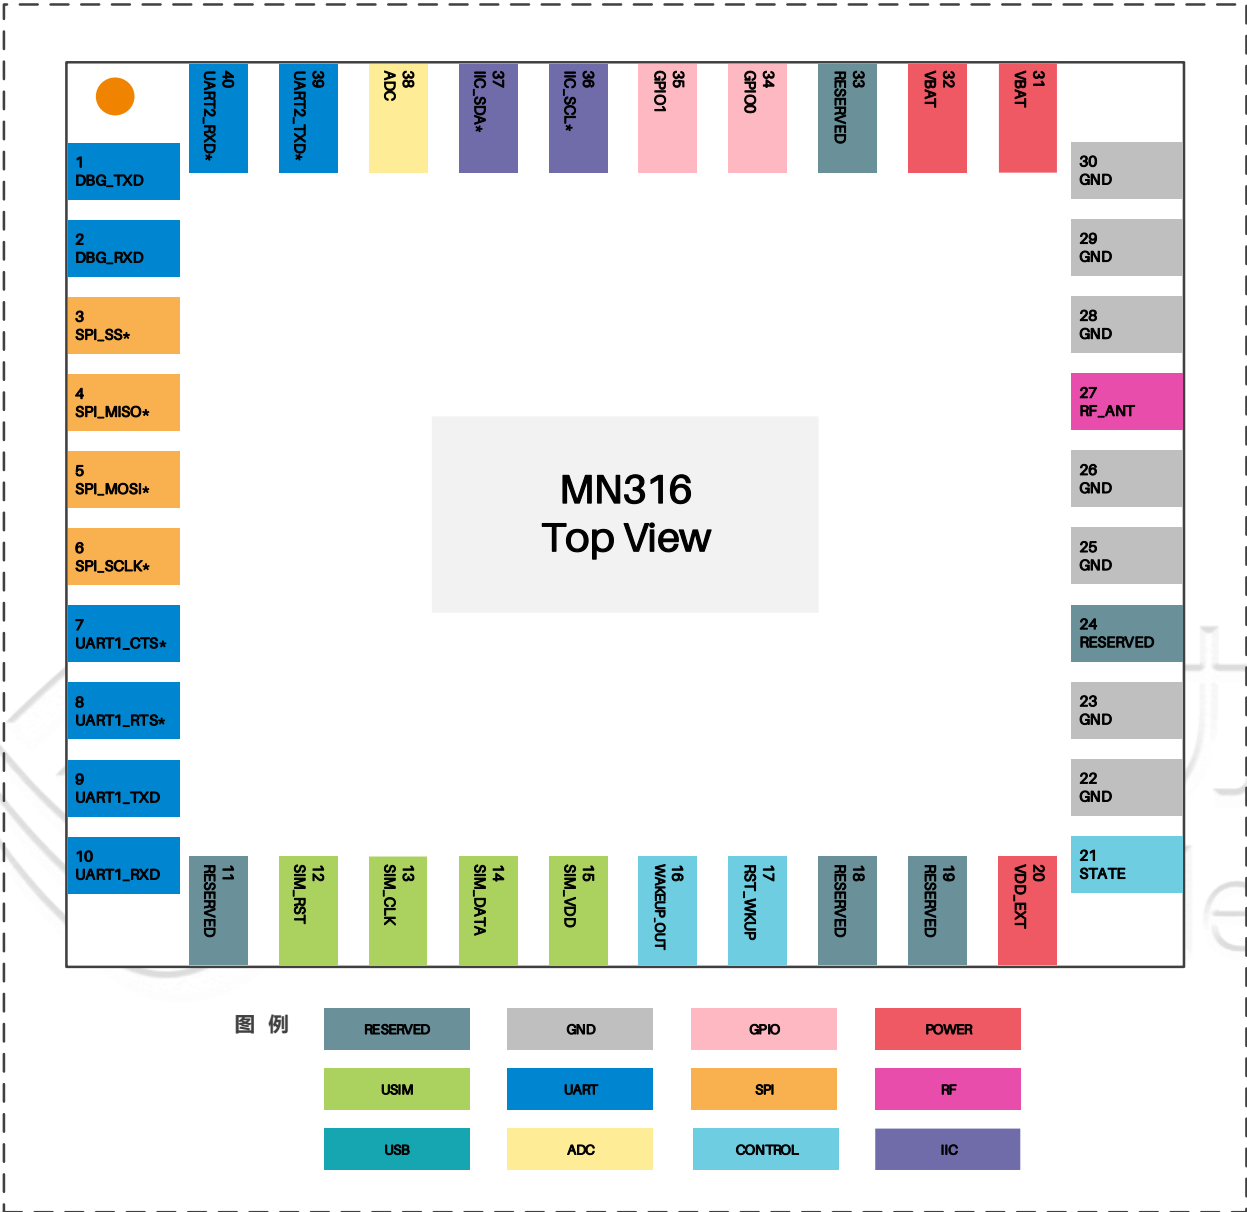 40
UART2_RXD*
39
UART2_TXD*
38
ADC
37
IIC_SDA*
36
IIC_SCL*
35
GPIO1
34
GPIO0
33
RESERVED
32
VBAT
31
VBAT
1
DBG_TXD
2
DBG_RXD
3
SPI_SS*
4
SPI_MISO*
5
SPI_MOSI*
6
SPI_SCLK*
7
UART1_CTS*
8
UART1_RTS*
9
UART1_TXD
10
UART1_RXD
MN316
Top View
30
GND
29
GND
28
GND
27
RF_ANT
26
GND
25
GND
24
RESERVED
23
GND
22
GND
21
STATE
11
RESERVED
12
SIM_RST
13
SIM_CLK
14
SIM_DATA
15
SIM_VDD
16
WAKEUP_OUT
17
RST_WKUP
18
RESERVED
19
RESERVED
20
VDD_EXT
图 例
RESERVED
GND
GPIO
POWER
USIM
UART
SPI
RF
USB
ADC
CONTROL
IIC